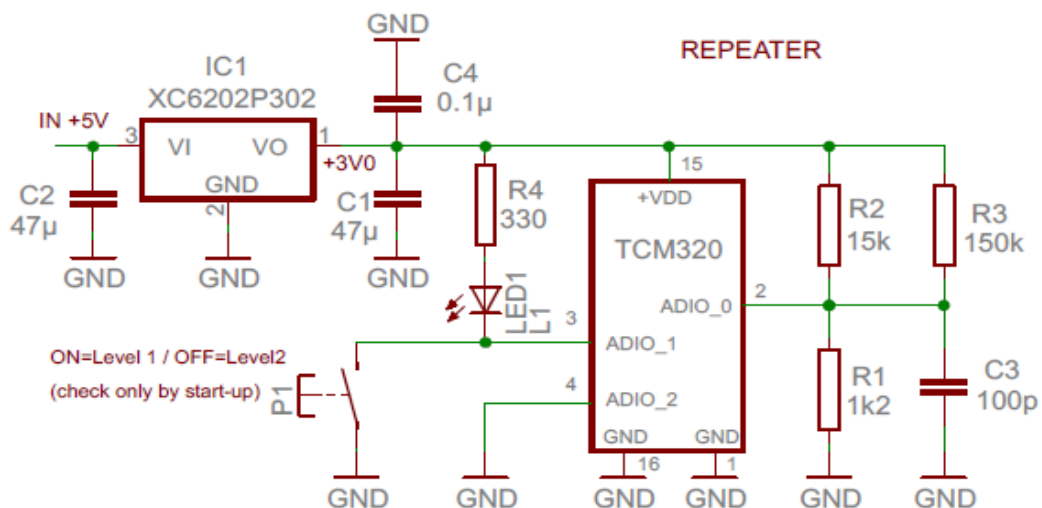 GND
REPEATER
IC1
XC6202P302
C4
0.1µ
IN +5V
3
VI
VO
1
+3V0
GND
2
15
+VDD
C2
47µ
C1
47µ
R4
330
R2
15k
R3
150k
TCM320
GND
GND
GND
LED1
L1
ADIO_0
2
3
ADIO_1
ON=Level 1 / OFF=Level2
(check only by start-up)
P1
4
ADIO_2
R1
1k2
C3
100p
GND
GND
16
1
GND
GND
GND
GND
GND
GND